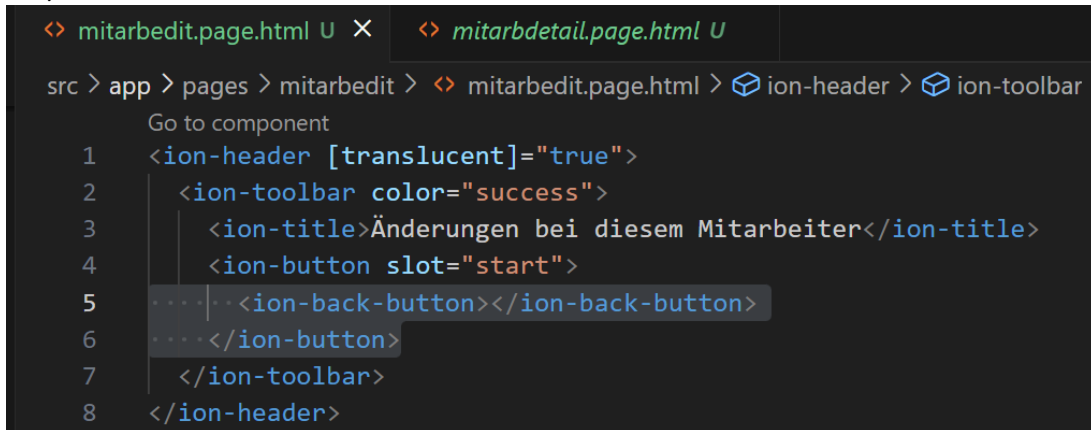 <> mitarbedit.page.html U × <> mitarbdetail.page.html U
src > app > pages > mitarbedit > <> mitarbedit.page.html > ion-header > ion-toolbar
Go to component
1 <ion-header [translucent]="true">
2 <ion-toolbar color="success">
3 <ion-title>Änderungen bei diesem Mitarbeiter</ion-title>
4 <ion-button slot="start">
5 <ion-back-button></ion-back-button>
6 </ion-button>
7 </ion-toolbar>
8 </ion-header>